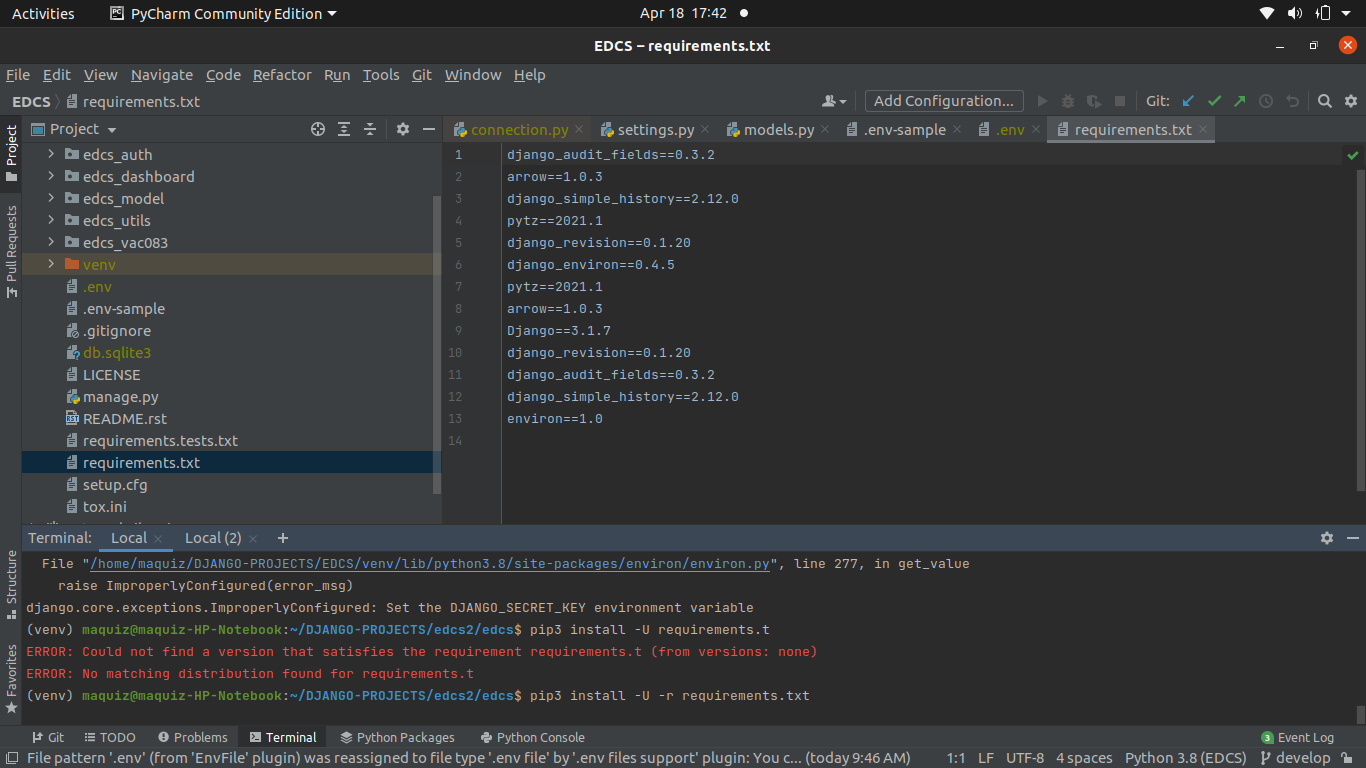 Activities
PyCharm Community Edition
Apr 18 17:42
EDCS – requirements.txt
File Edit View Navigate Code Refactor Run Tools Git Window Help
EDCS requirements.txt
Add Configuration...
Git:
Project
Pull Requests
Structure
Favorites
Project
edcs_auth
edcs_dashboard
edcs_model
edcs_utils
edcs_vac083
venv
.env
.env-sample
.gitignore
db.sqlite3
LICENSE
manage.py
README.rst
requirements.tests.txt
requirements.txt
setup.cfg
tox.ini
connection.py settings.py models.py .env-sample .env requirements.txt
1 django_audit_fields==0.3.2
2 arrow==1.0.3
3 django_simple_history==2.12.0
4 pytz==2021.1
5 django_revision==0.1.20
6 django_environ==0.4.5
7 pytz==2021.1
8 arrow==1.0.3
9 Django==3.1.7
10 django_revision==0.1.20
11 django_audit_fields==0.3.2
12 django_simple_history==2.12.0
13 environ==1.0
14
Terminal: Local Local (2)
File "/home/maquiz/DJANGO-PROJECTS/EDCS/venv/lib/python3.8/site-packages/environ/environ.py", line 277, in get_value
raise ImproperlyConfigured(error_msg)
django.core.exceptions.ImproperlyConfigured: Set the DJANGO_SECRET_KEY environment variable
(venv) maquiz@maquiz-HP-Notebook:~/DJANGO-PROJECTS/edcs2/edcs$ pip3 install -U requirements.t
ERROR: Could not find a version that satisfies the requirement requirements.t (from versions: none)
ERROR: No matching distribution found for requirements.t
(venv) maquiz@maquiz-HP-Notebook:~/DJANGO-PROJECTS/edcs2/edcs$ pip3 install -U -r requirements.txt
Git TODO Problems Terminal Python Packages Python Console
3 Event Log
File pattern '.env' (from 'EnvFile' plugin) was reassigned to file type '.env file' by '.env files support' plugin: You c... (today 9:46 AM)
1:1 LF UTF-8 4 spaces Python 3.8 (EDCS) develop